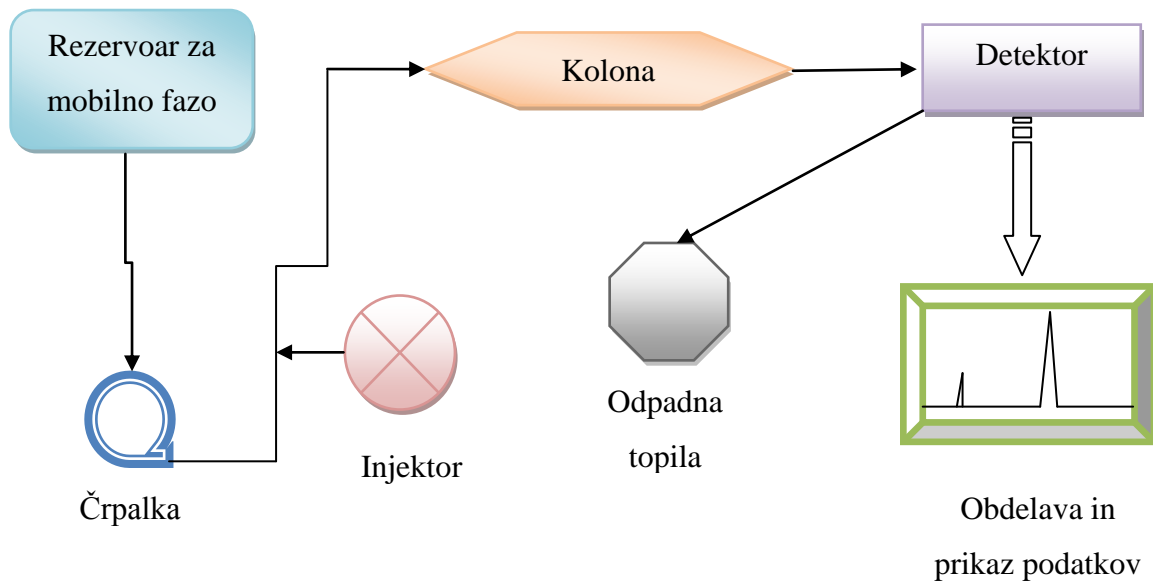 Rezervoar za
mobilno fazo
Kolona
Detektor
Črpalka
Injektor
Odpadna
topila
Obdelava in
prikaz podatkov